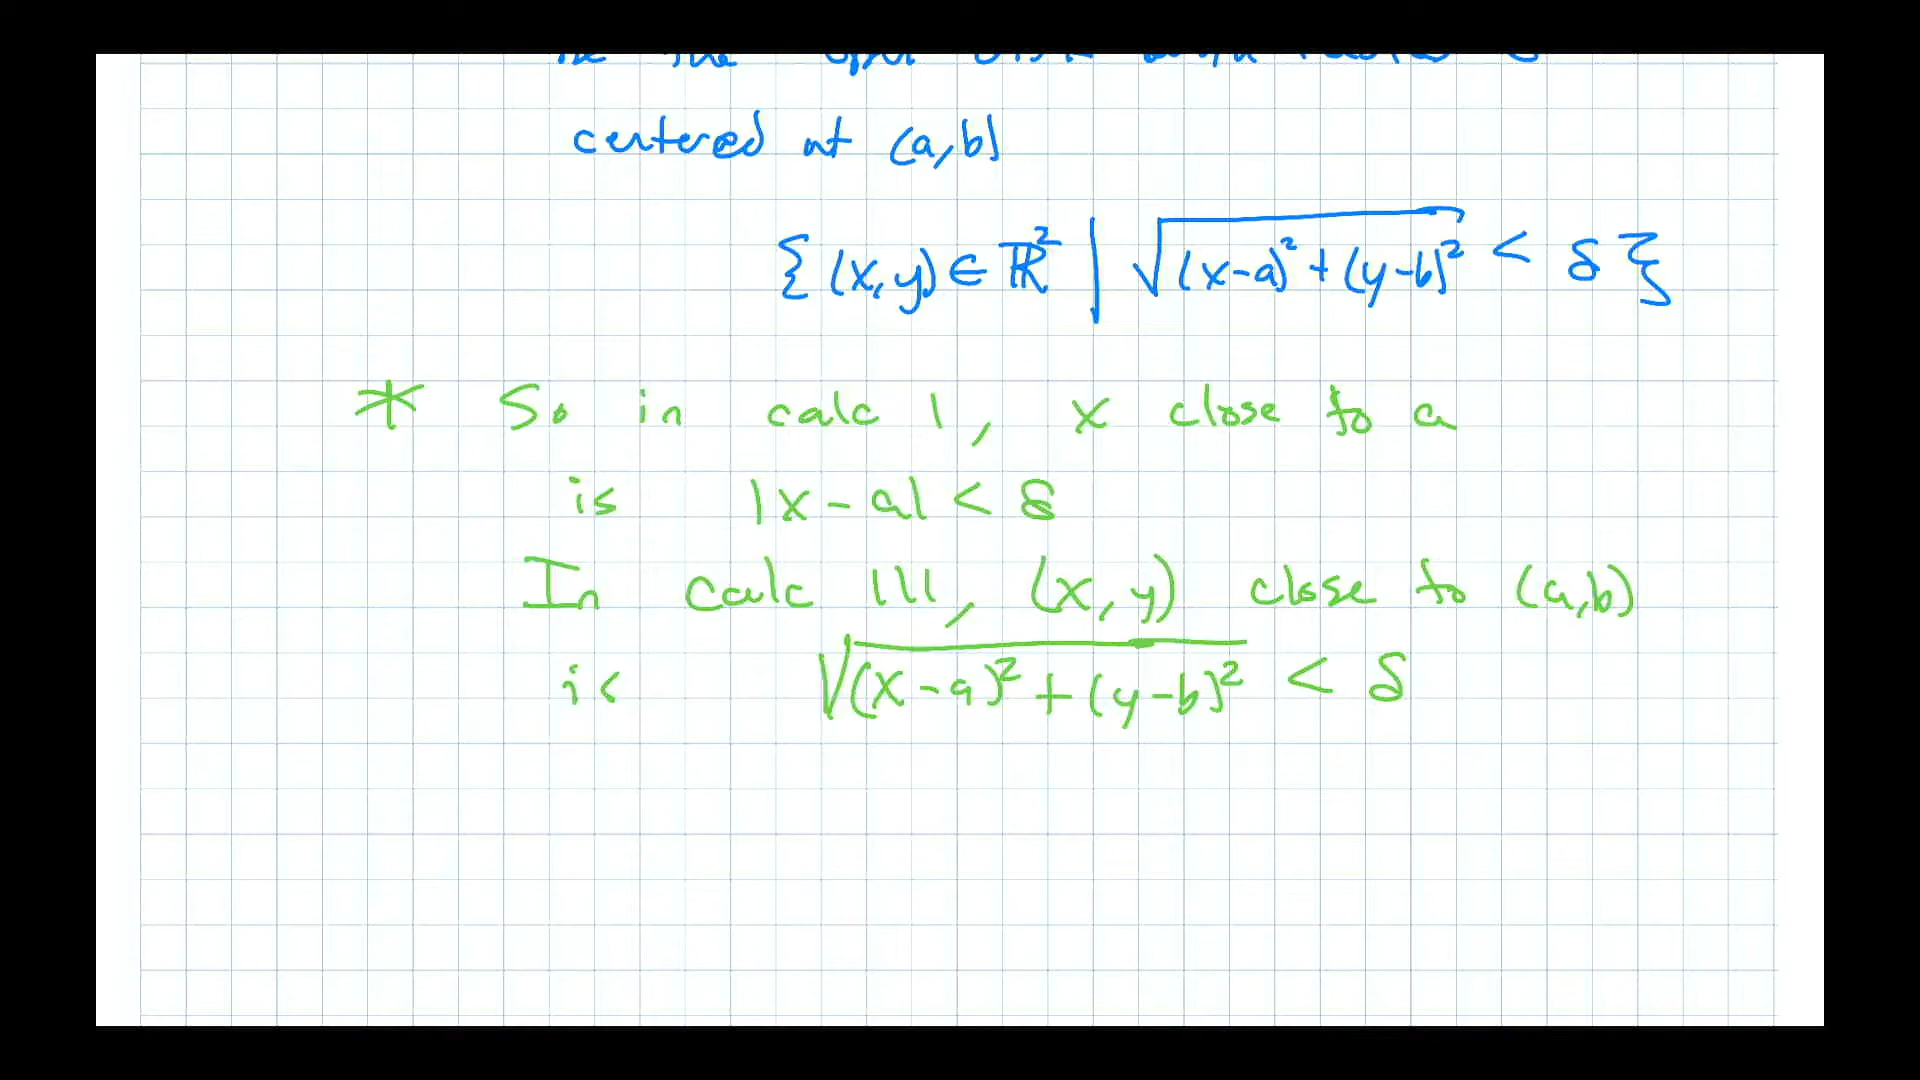 centered at (a,b)
{(x,y) ∈ ℝ² | √((x-a)² + (y-b)²) < δ}
* So in calc 1, x close to a
is |x-a| < δ
In calc III, (x,y) close to (a,b)
is √((x-a)² + (y-b)²) < δ